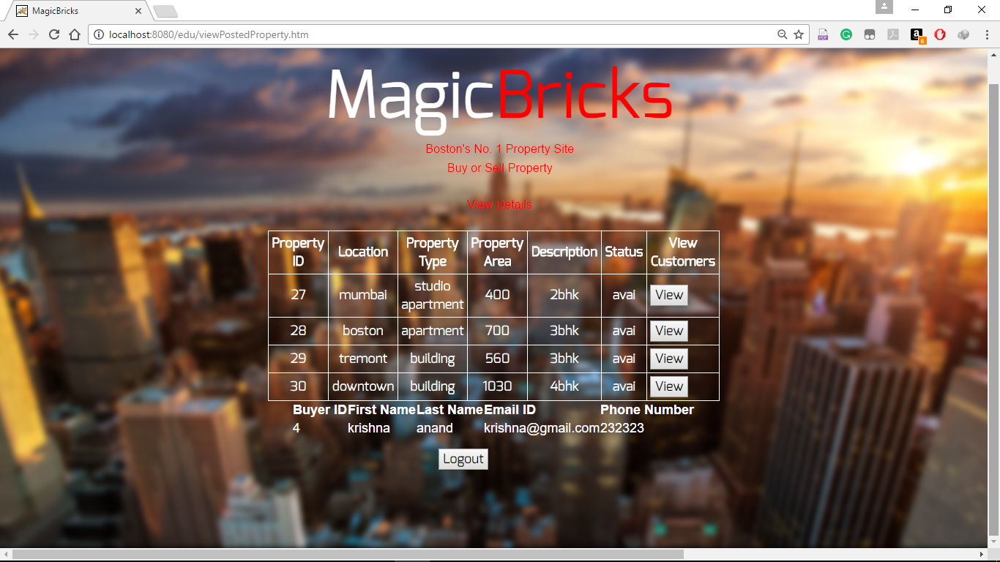 MagicBricks
localhost:8080/edu/viewPostedProperty.htm
MagicBricks
Boston's No. 1 Property Site
Buy or Sell Property
View Details
Property ID Location Property Type Property Area Description Status View Customers
27 mumbai studio apartment 400 2bhk avai View
28 boston apartment 700 3bhk avai View
29 tremont building 560 3bhk avai View
30 downtown building 1030 4bhk avai View
Buyer ID First Name Last Name Email ID Phone Number
4 krishna anand krishna@gmail.com 232323
Logout